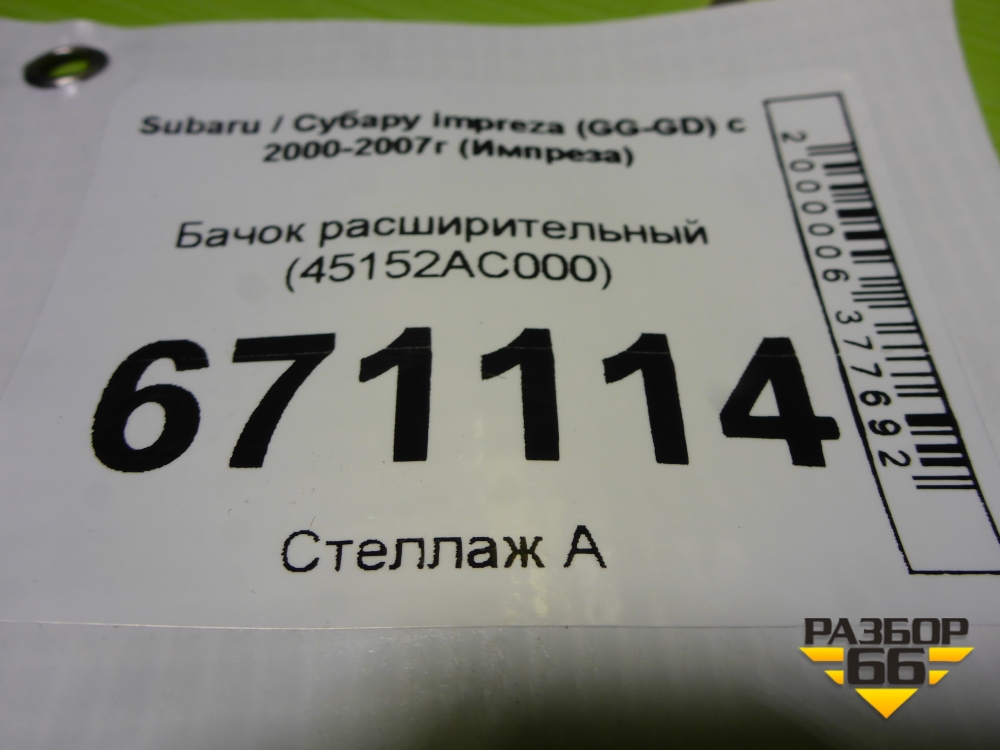 Subaru / Субару impreza (GG-GD) с
2000-2007г (Импреза)
Бачок расширительный
(45152AC000)
671114
Стеллаж А
2000006377692
РАЗБОР
66